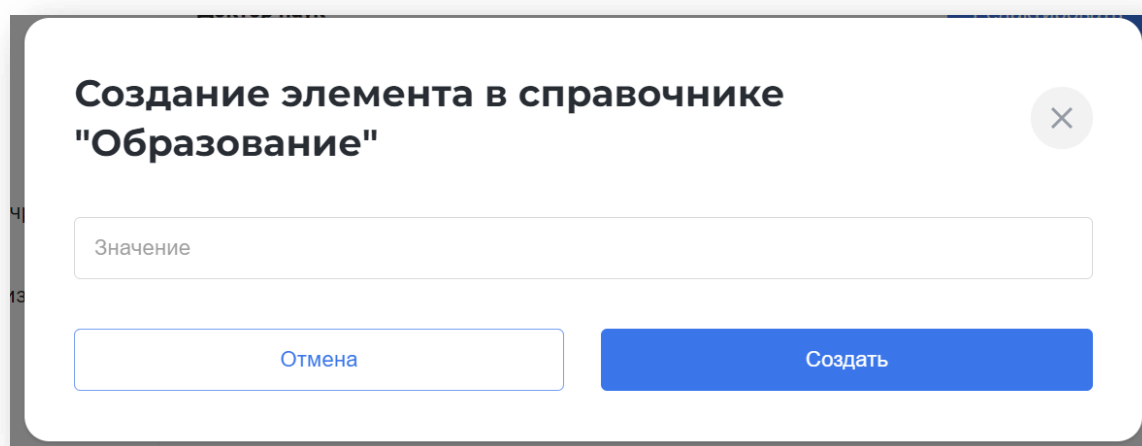 Создание элемента в справочнике
"Образование"
Значение
Отмена
Создать